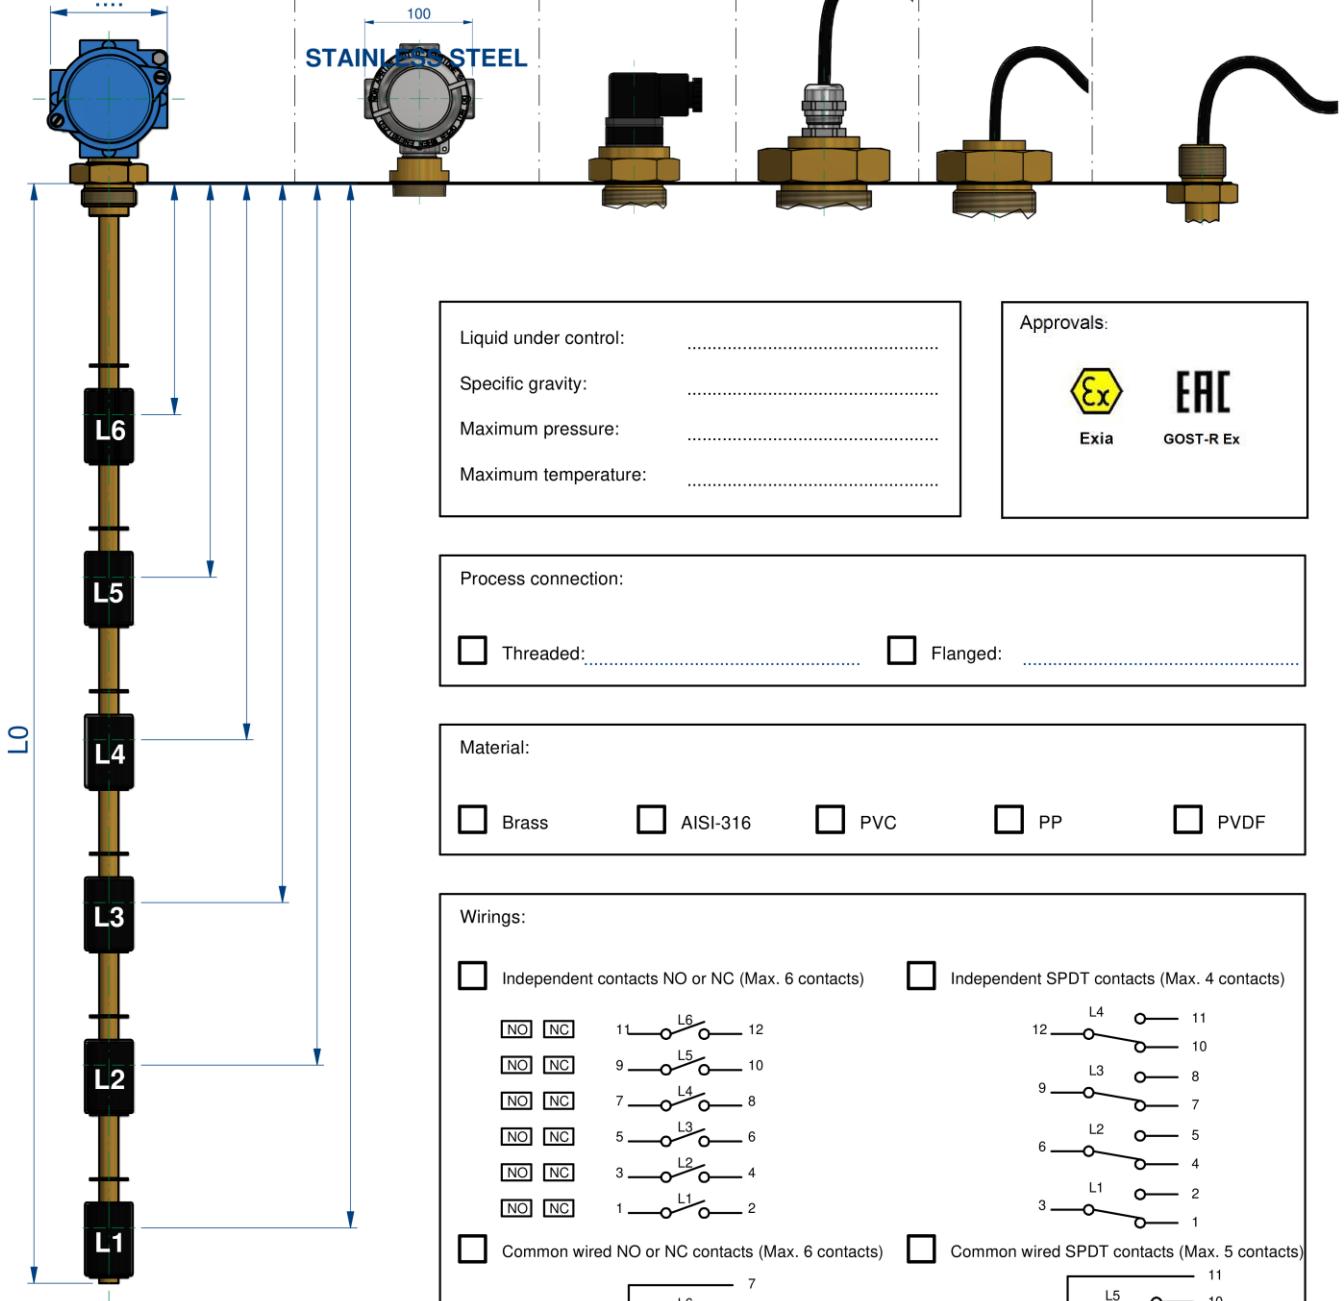 ....
100
STAINLESS STEEL
Liquid under control:
Specific gravity:
Maximum pressure:
Maximum temperature:
Approvals:
Ex
EAC
Exia
GOST-R Ex
L6
L5
L4
L3
L2
L1
L0
Process connection:
Threaded:
Flanged:
Material:
Brass
AISI-316
PVC
PP
PVDF
Wirings:
Independent contacts NO or NC (Max. 6 contacts)
NO NC 11 L6 12
NO NC 9 L5 10
NO NC 7 L4 8
NO NC 5 L3 6
NO NC 3 L2 4
NO NC 1 L1 2
Independent SPDT contacts (Max. 4 contacts)
L4 11
12 10
L3 8
9 7
L2 5
6 4
L1 2
3 1
Common wired NO or NC contacts (Max. 6 contacts)
7
Common wired SPDT contacts (Max. 5 contacts)
11
L5